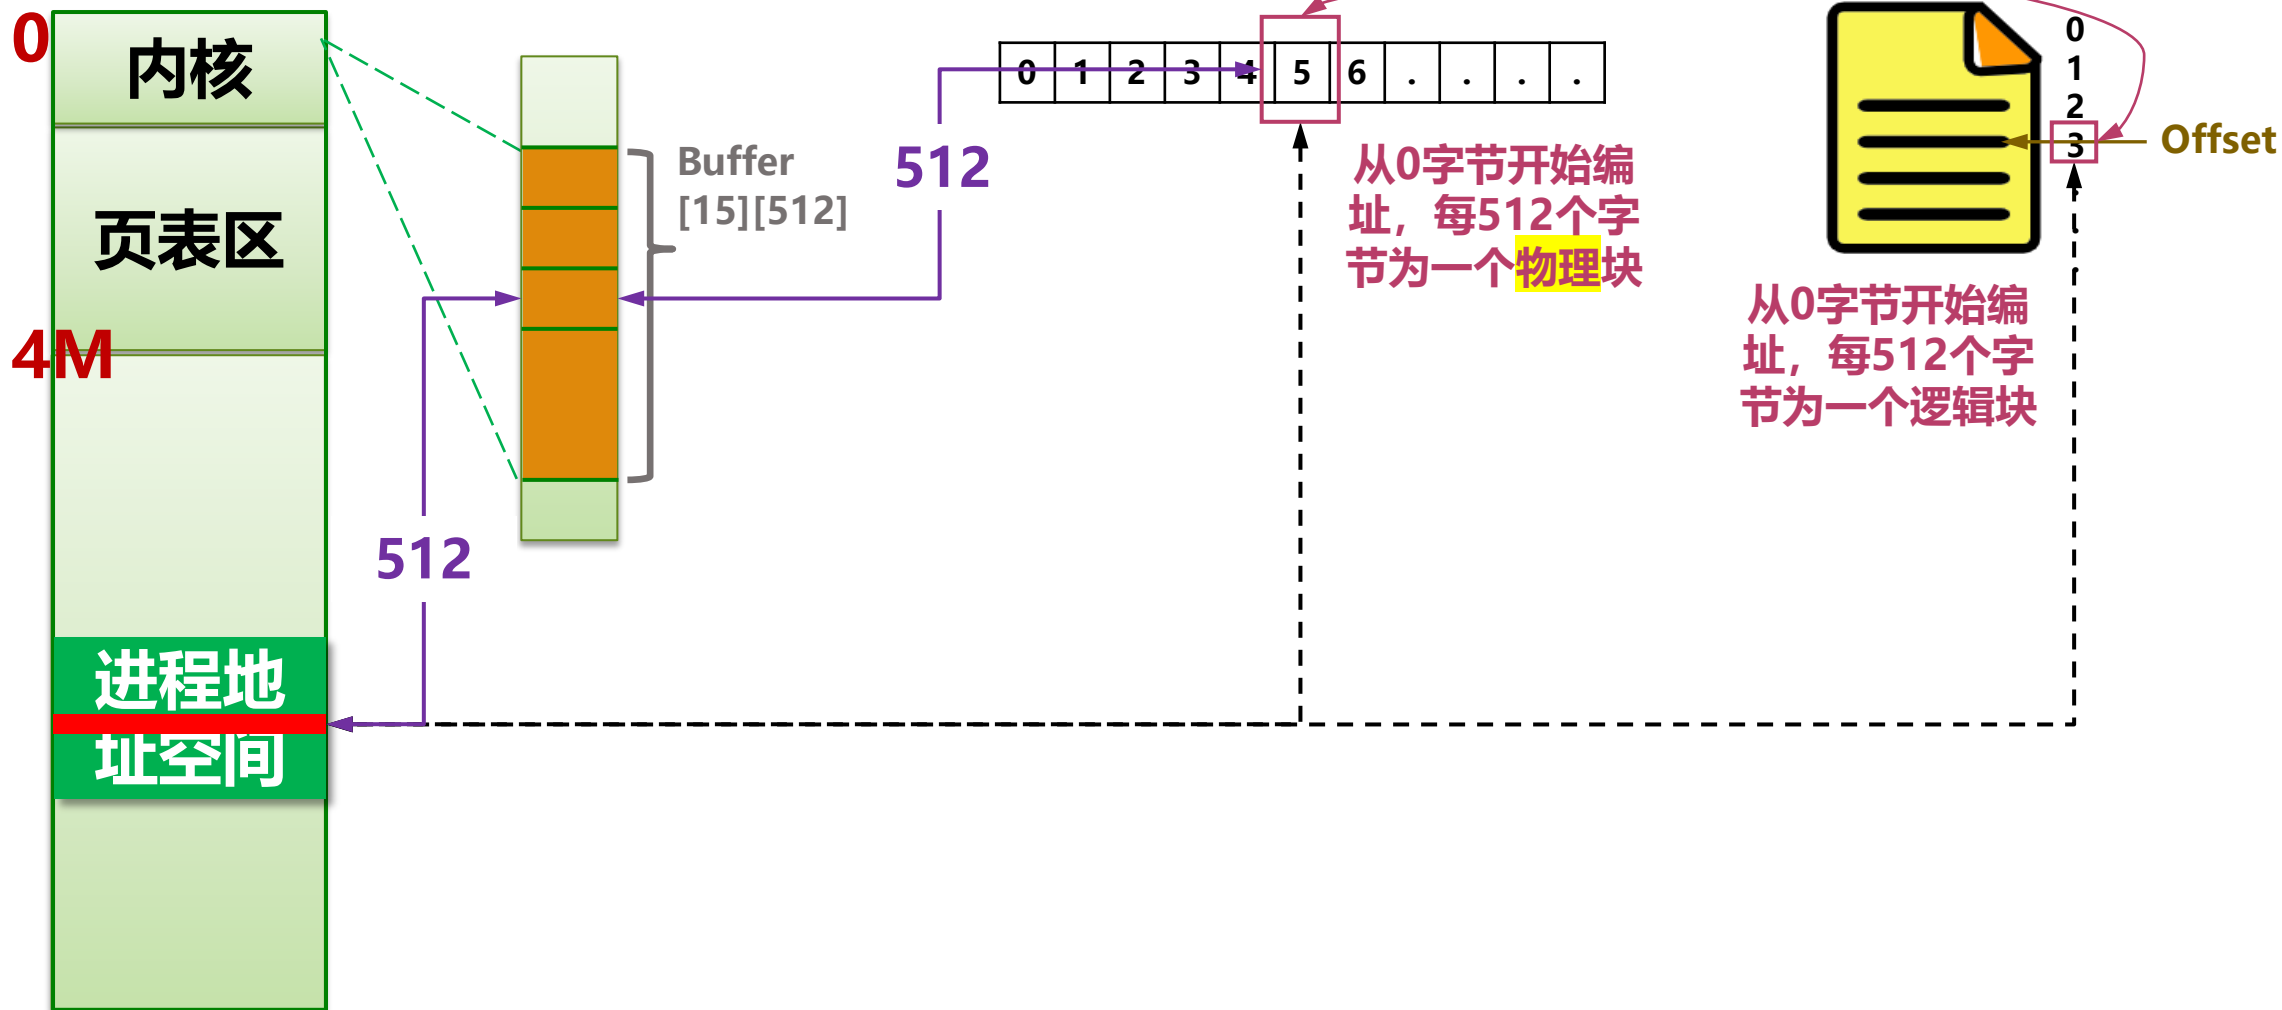 0
内核
页表区
4M
进程地
址空间
512
Buffer
[15][512]
512
0 1 2 3 4 5 6 . . . .
从0字节开始编
址，每512个字
节为一个物理块
0
1
2
3
Offset
从0字节开始编
址，每512个字
节为一个逻辑块